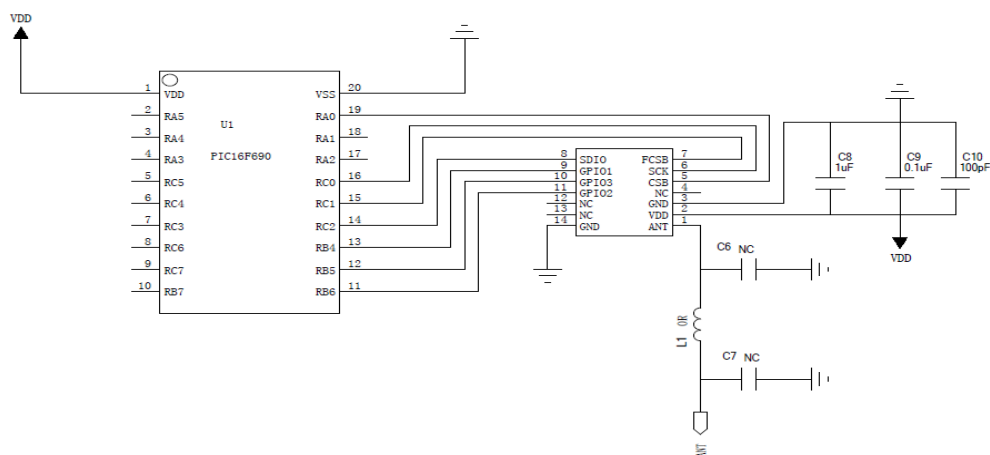 VDD
1 VDD VSS 20
2 RA5 RA0 19
3 RA4 U1 RA1 18
4 RA3 PIC16F690 RA2 17
5 RC5 RC0 16
6 RC4 RC1 15
7 RC3 RC2 14
8 RC6 RB4 13
9 RC7 RB5 12
10 RB7 RB6 11
8 SDIO FCSB 7
9 GPIO1 SCK 6
10 GPIO3 CSB 5
11 GPIO2 NC 4
12 NC GND 3
13 NC VDD 2
14 GND ANT 1
C8
1uF
C9
0.1uF
C10
100pF
VDD
C6 NC
L1 0R
C7 NC
ANT